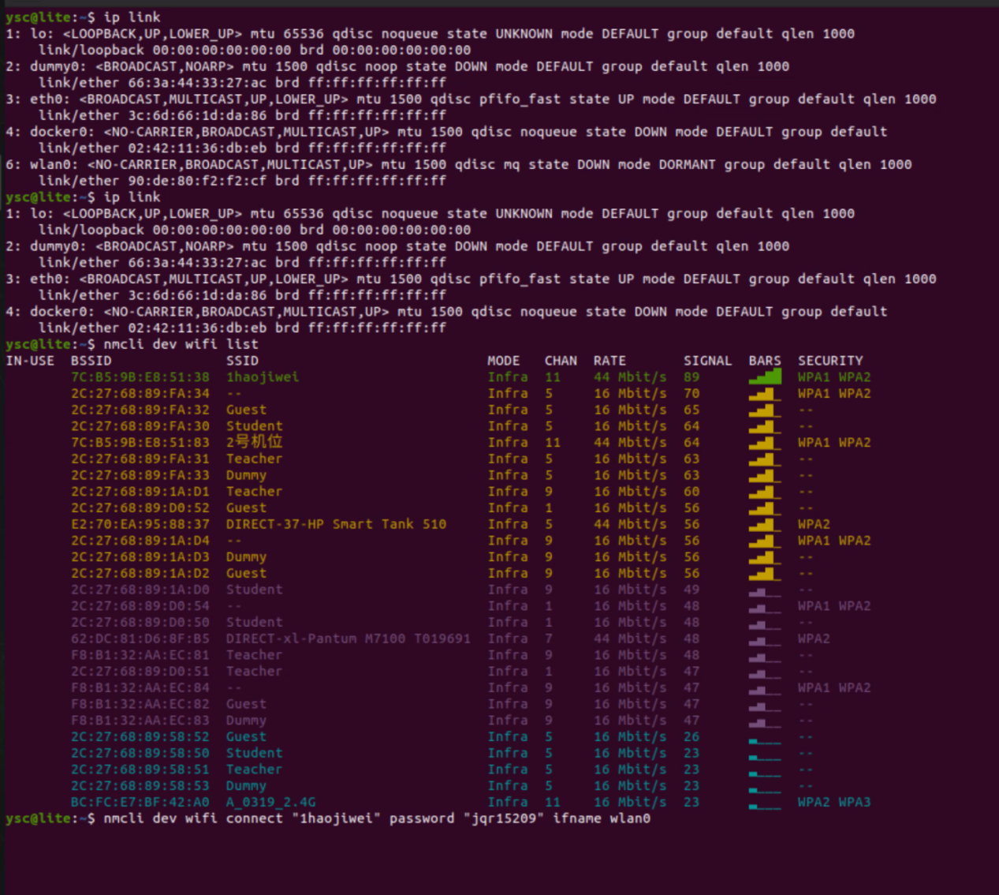 ysc@lite:~$ ip link
1: lo: <LOOPBACK,UP,LOWER_UP> mtu 65536 qdisc noqueue state UNKNOWN mode DEFAULT group default qlen 1000
    link/loopback 00:00:00:00:00:00 brd 00:00:00:00:00:00
2: dummy0: <BROADCAST,NOARP> mtu 1500 qdisc noop state DOWN mode DEFAULT group default qlen 1000
    link/ether 66:3a:44:33:27:ac brd ff:ff:ff:ff:ff:ff
3: eth0: <BROADCAST,MULTICAST,UP,LOWER_UP> mtu 1500 qdisc pfifo_fast state UP mode DEFAULT group default qlen 1000
    link/ether 3c:6d:66:1d:da:86 brd ff:ff:ff:ff:ff:ff
4: docker0: <NO-CARRIER,BROADCAST,MULTICAST,UP> mtu 1500 qdisc noqueue state DOWN mode DEFAULT group default
    link/ether 02:42:11:36:db:eb brd ff:ff:ff:ff:ff:ff
6: wlan0: <NO-CARRIER,BROADCAST,MULTICAST,UP> mtu 1500 qdisc mq state DOWN mode DORMANT group default qlen 1000
    link/ether 90:de:80:f2:f2:cf brd ff:ff:ff:ff:ff:ff
ysc@lite:~$ ip link
1: lo: <LOOPBACK,UP,LOWER_UP> mtu 65536 qdisc noqueue state UNKNOWN mode DEFAULT group default qlen 1000
    link/loopback 00:00:00:00:00:00 brd 00:00:00:00:00:00
2: dummy0: <BROADCAST,NOARP> mtu 1500 qdisc noop state DOWN mode DEFAULT group default qlen 1000
    link/ether 66:3a:44:33:27:ac brd ff:ff:ff:ff:ff:ff
3: eth0: <BROADCAST,MULTICAST,UP,LOWER_UP> mtu 1500 qdisc pfifo_fast state UP mode DEFAULT group default qlen 1000
    link/ether 3c:6d:66:1d:da:86 brd ff:ff:ff:ff:ff:ff
4: docker0: <NO-CARRIER,BROADCAST,MULTICAST,UP> mtu 1500 qdisc noqueue state DOWN mode DEFAULT group default
    link/ether 02:42:11:36:db:eb brd ff:ff:ff:ff:ff:ff
ysc@lite:~$ nmcli dev wifi list
IN-USE  BSSID              SSID                            MODE   CHAN  RATE       SIGNAL  BARS  SECURITY
        7C:B5:9B:E8:51:38  1haojiwei                       Infra  11    44 Mbit/s  89      ▂▄▆█  WPA1 WPA2
        2C:27:68:89:FA:34  --                              Infra  5     16 Mbit/s  70      ▂▄▆_  WPA1 WPA2
        2C:27:68:89:FA:32  Guest                           Infra  5     16 Mbit/s  65      ▂▄▆_  --
        2C:27:68:89:FA:30  Student                         Infra  5     16 Mbit/s  64      ▂▄▆_  --
        7C:B5:9B:E8:51:83  2号机位                         Infra  11    44 Mbit/s  64      ▂▄▆_  WPA1 WPA2
        2C:27:68:89:FA:31  Teacher                         Infra  5     16 Mbit/s  63      ▂▄▆_  --
        2C:27:68:89:FA:33  Dummy                           Infra  5     16 Mbit/s  63      ▂▄▆_  --
        2C:27:68:89:1A:D1  Teacher                         Infra  9     16 Mbit/s  60      ▂▄▆_  --
        2C:27:68:89:D0:52  Guest                           Infra  1     16 Mbit/s  56      ▂▄▆_  --
        E2:70:EA:95:88:37  DIRECT-37-HP Smart Tank 510     Infra  5     44 Mbit/s  56      ▂▄▆_  WPA2
        2C:27:68:89:1A:D4  --                              Infra  9     16 Mbit/s  56      ▂▄▆_  WPA1 WPA2
        2C:27:68:89:1A:D3  Dummy                           Infra  9     16 Mbit/s  56      ▂▄▆_  --
        2C:27:68:89:1A:D2  Guest                           Infra  9     16 Mbit/s  56      ▂▄▆_  --
        2C:27:68:89:1A:D0  Student                         Infra  9     16 Mbit/s  49      ▂▄__  --
        2C:27:68:89:D0:54  --                              Infra  1     16 Mbit/s  48      ▂▄__  WPA1 WPA2
        2C:27:68:89:D0:50  Student                         Infra  1     16 Mbit/s  48      ▂▄__  --
        62:DC:81:D6:8F:B5  DIRECT-xl-Pantum M7100 T019691  Infra  7     44 Mbit/s  48      ▂▄__  WPA2
        F8:B1:32:AA:EC:81  Teacher                         Infra  9     16 Mbit/s  48      ▂▄__  --
        2C:27:68:89:D0:51  Teacher                         Infra  1     16 Mbit/s  47      ▂▄__  --
        F8:B1:32:AA:EC:84  --                              Infra  9     16 Mbit/s  47      ▂▄__  WPA1 WPA2
        F8:B1:32:AA:EC:82  Guest                           Infra  9     16 Mbit/s  47      ▂▄__  --
        F8:B1:32:AA:EC:83  Dummy                           Infra  9     16 Mbit/s  47      ▂▄__  --
        2C:27:68:89:58:52  Guest                           Infra  5     16 Mbit/s  26      ▂___  --
        2C:27:68:89:58:50  Student                         Infra  5     16 Mbit/s  23      ▂___  --
        2C:27:68:89:58:51  Teacher                         Infra  5     16 Mbit/s  23      ▂___  --
        2C:27:68:89:58:53  Dummy                           Infra  5     16 Mbit/s  23      ▂___  --
        BC:FC:E7:BF:42:A0  A_0319_2.4G                     Infra  11    16 Mbit/s  23      ▂___  WPA2 WPA3
ysc@lite:~$ nmcli dev wifi connect "1haojiwei" password "jqr15209" ifname wlan0